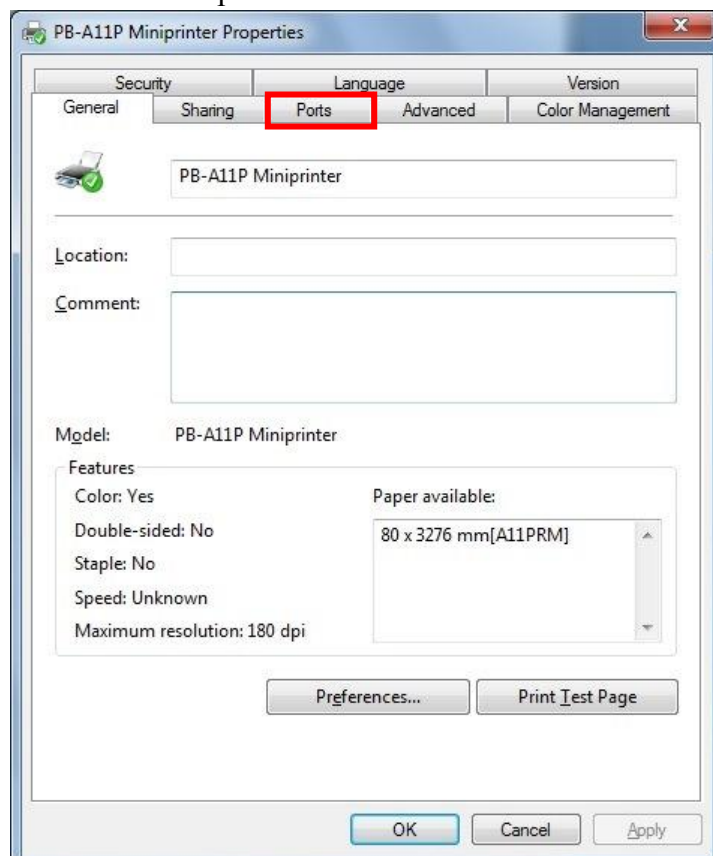 PB-A11P Miniprinter Properties
Security Language Version
General Sharing Ports Advanced Color Management
PB-A11P Miniprinter
Location:
Comment:
Model: PB-A11P Miniprinter
Features
Color: Yes
Paper available:
Double-sided: No
80 x 3276 mm[A11PRM]
Staple: No
Speed: Unknown
Maximum resolution: 180 dpi
Preferences... Print Test Page
OK Cancel Apply